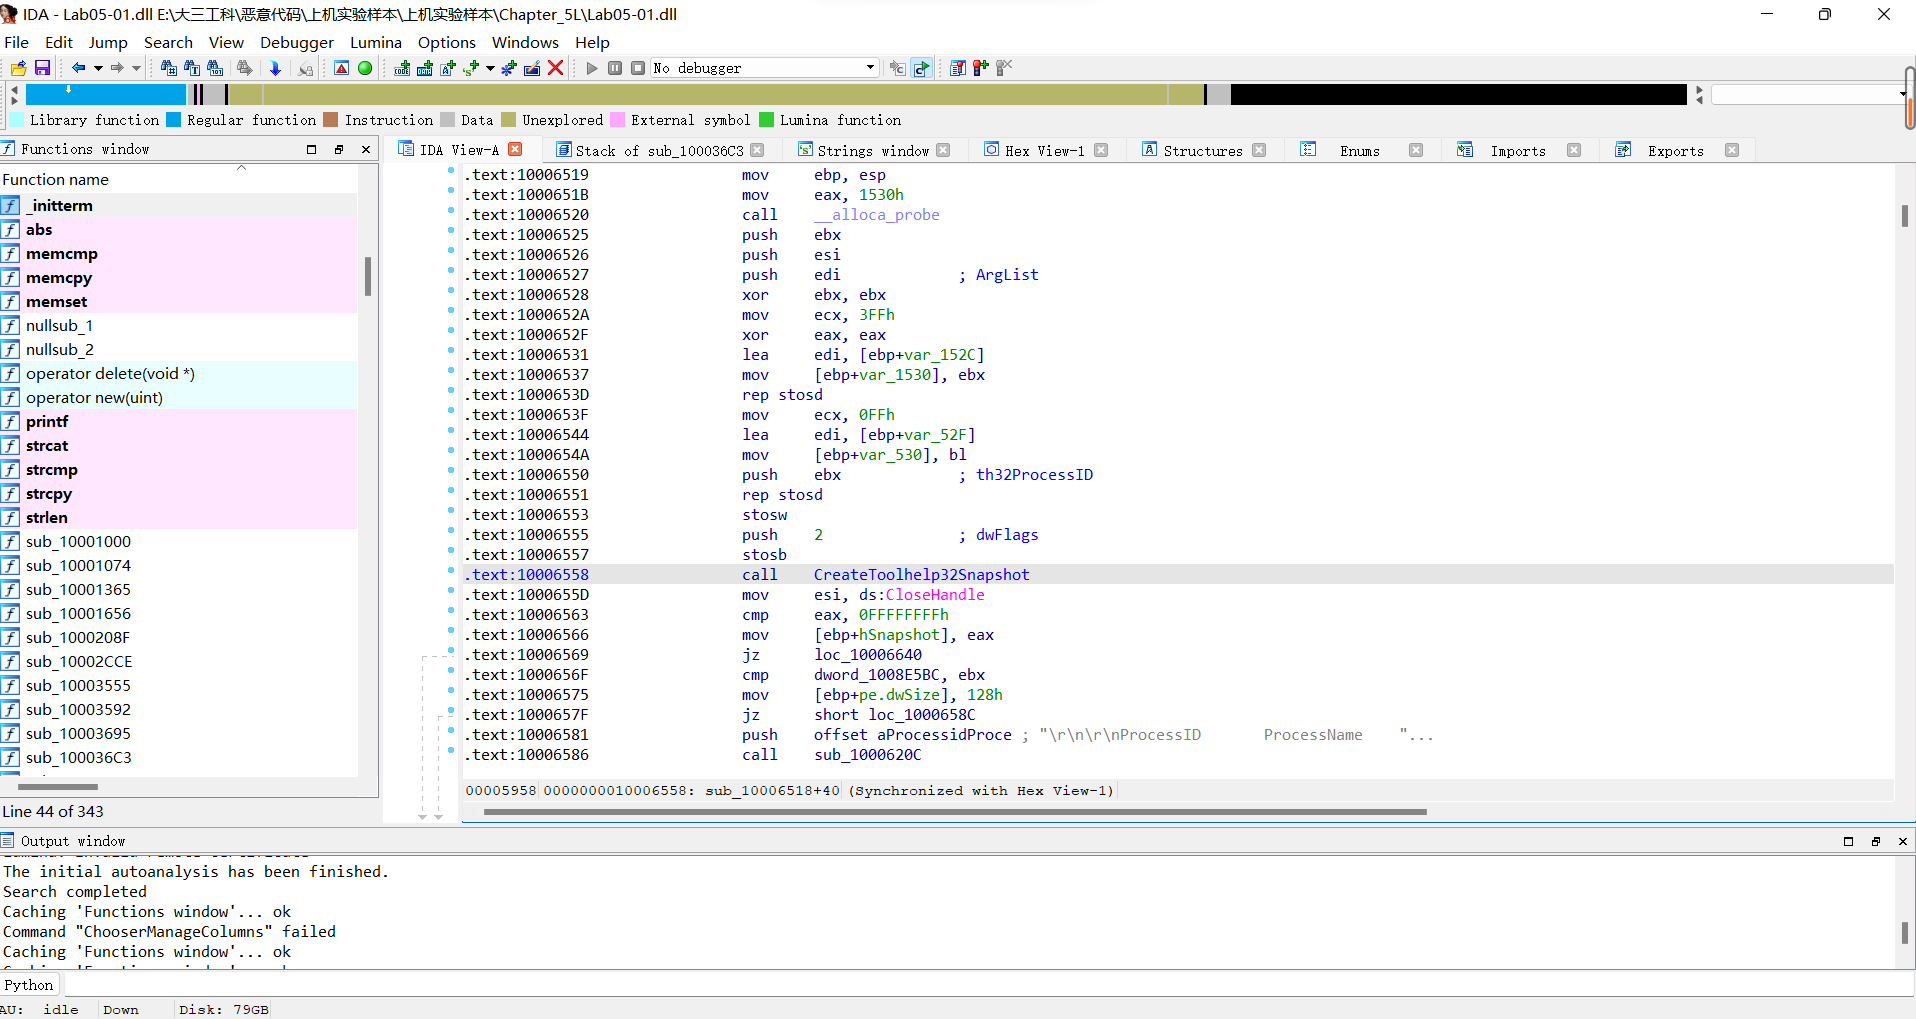 IDA - Lab05-01.dll E:\大三工科\恶意代码\上机实验样本\上机实验样本\Chapter_5L\Lab05-01.dll
File Edit Jump Search View Debugger Lumina Options Windows Help
No debugger
Library function Regular function Instruction Data Unexplored External symbol Lumina function
Functions window
IDA View-A Stack of sub_100036C3 Strings window Hex View-1 Structures Enums Imports Exports
Function name
_initterm
abs
memcmp
memcpy
memset
nullsub_1
nullsub_2
operator delete(void *)
operator new(uint)
printf
strcat
strcmp
strcpy
strlen
sub_10001000
sub_10001074
sub_10001365
sub_10001656
sub_1000208F
sub_10002CCE
sub_10003555
sub_10003592
sub_10003695
sub_100036C3
Line 44 of 343
.text:10006519 mov ebp, esp
.text:1000651B mov eax, 1530h
.text:10006520 call __alloca_probe
.text:10006525 push ebx
.text:10006526 push esi
.text:10006527 push edi ; ArgList
.text:10006528 xor ebx, ebx
.text:1000652A mov ecx, 3FFh
.text:1000652F xor eax, eax
.text:10006531 lea edi, [ebp+var_152C]
.text:10006537 mov [ebp+var_1530], ebx
.text:1000653D rep stosd
.text:1000653F mov ecx, 0FFh
.text:10006544 lea edi, [ebp+var_52F]
.text:1000654A mov [ebp+var_530], bl
.text:10006550 push ebx ; th32ProcessID
.text:10006551 rep stosd
.text:10006553 stosw
.text:10006555 push 2 ; dwFlags
.text:10006557 stosb
.text:10006558 call CreateToolhelp32Snapshot
.text:1000655D mov esi, ds:CloseHandle
.text:10006563 cmp eax, 0FFFFFFFFh
.text:10006566 mov [ebp+hSnapshot], eax
.text:10006569 jz loc_10006640
.text:1000656F cmp dword_1008E5BC, ebx
.text:10006575 mov [ebp+pe.dwSize], 128h
.text:1000657F jz short loc_1000658C
.text:10006581 push offset aProcessidProce ; "\r\n\r\nProcessID ProcessName "...
.text:10006586 call sub_1000620C
00005958 0000000010006558: sub_10006518+40 (Synchronized with Hex View-1)
Output window
The initial autoanalysis has been finished.
Search completed
Caching 'Functions window'... ok
Command "ChooserManageColumns" failed
Caching 'Functions window'... ok
Python
AU: idle Down Disk: 79GB